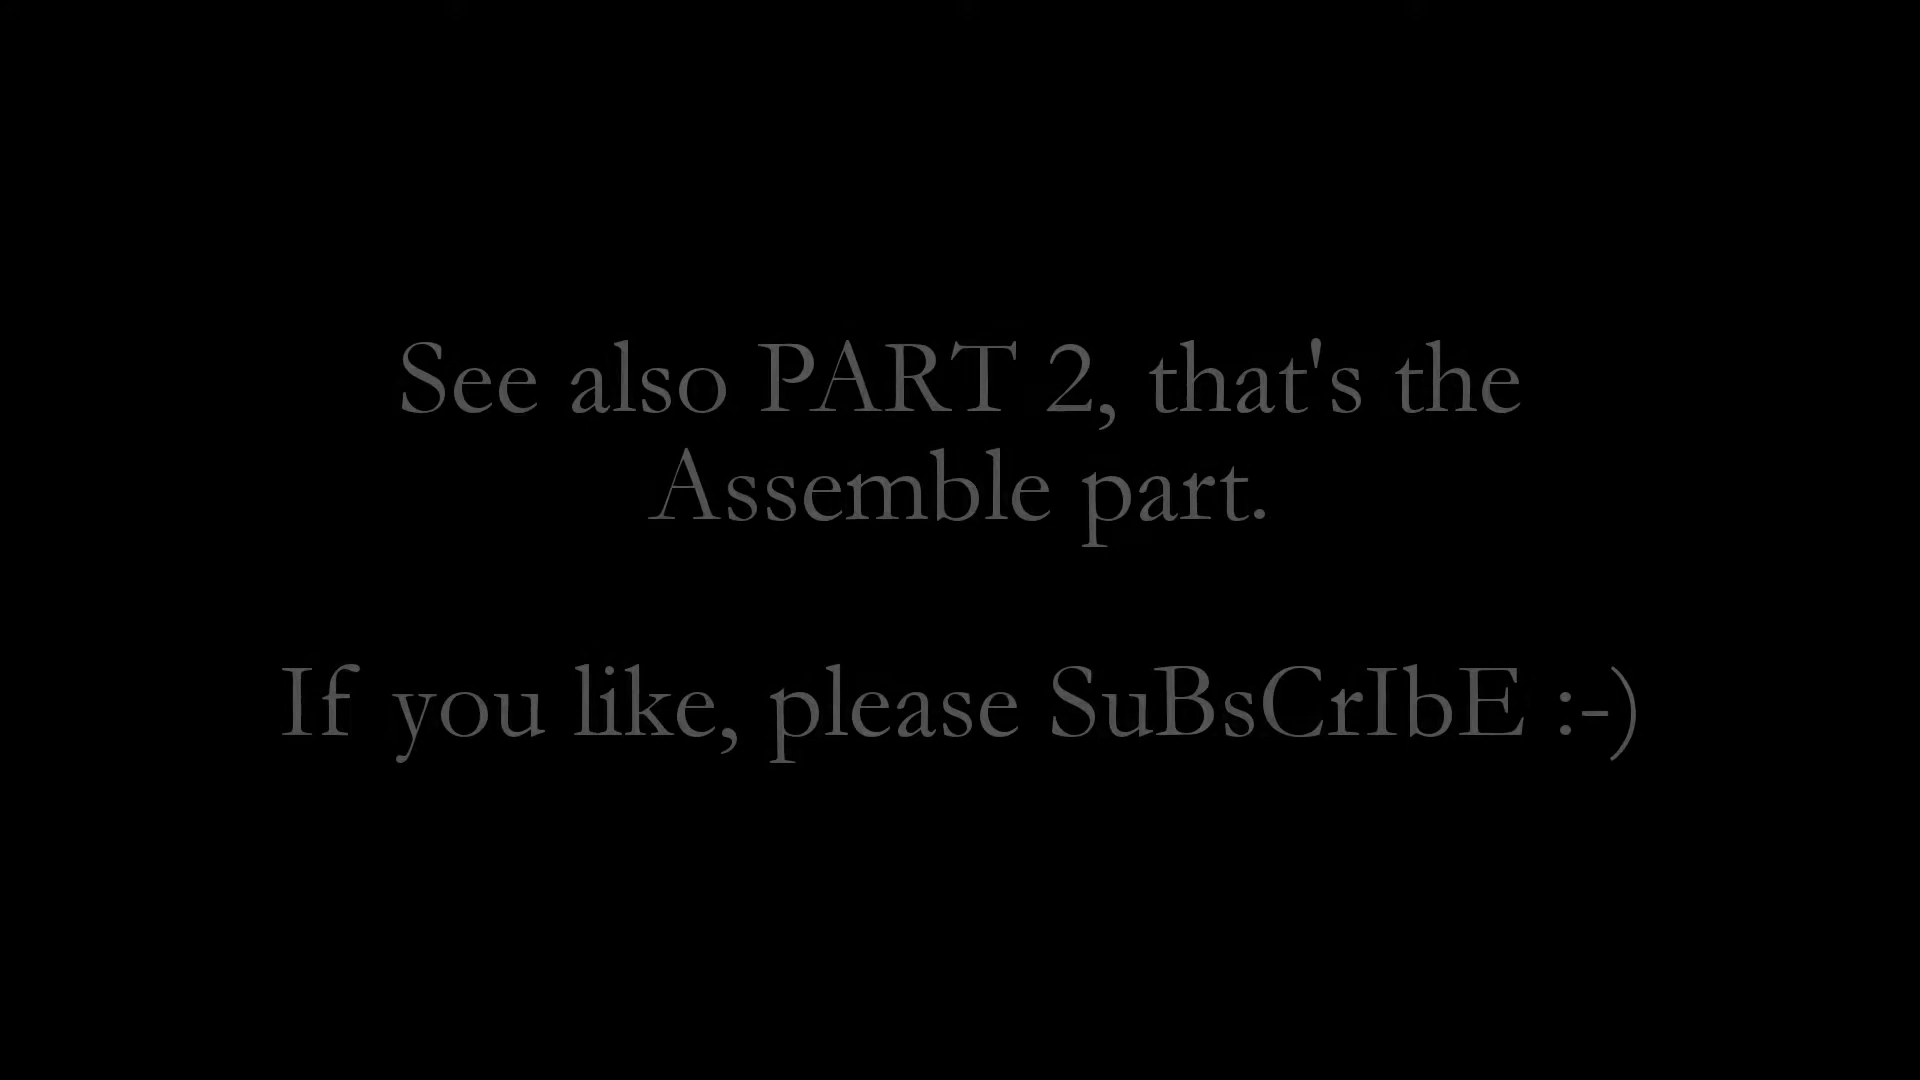 See also PART 2, that's the
Assemble part.
If you like, please SuBsCrIbE :-)